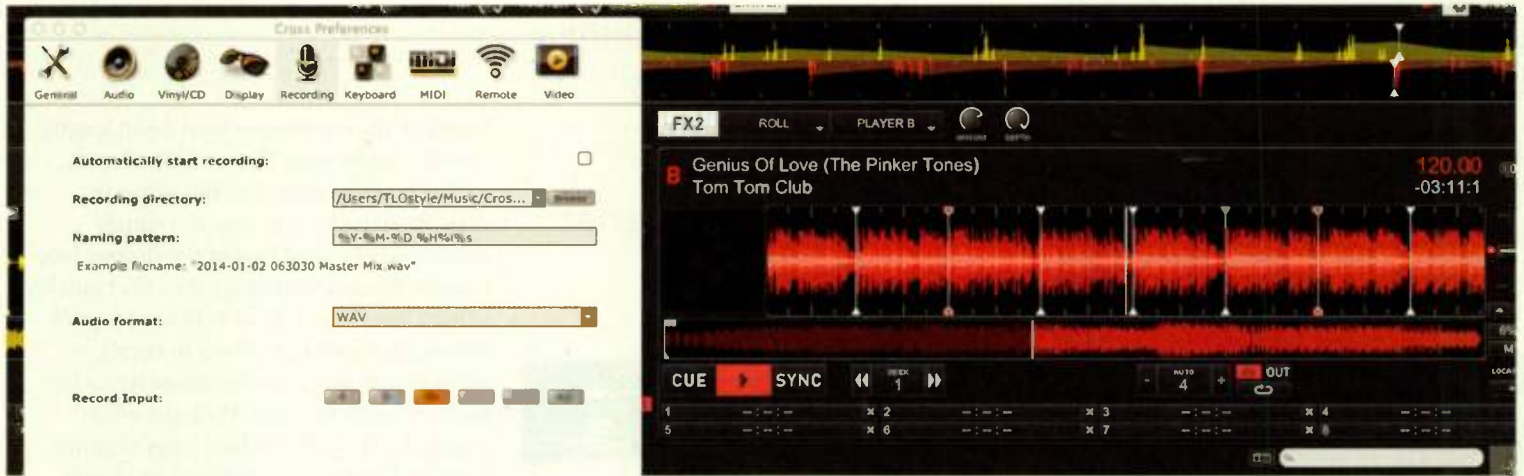 Cross Preferences
General Audio Vinyl/CD Display Recording Keyboard MIDI Remote Video
Automatically start recording:
Recording directory: /Users/TLOstyle/Music/Cros...
Naming pattern: %Y-%M-%D %H%i%s
Example filename: "2014-01-02 063030 Master Mix.wav"
Audio format: WAV
Record Input:
FX2 ROLL PLAYER B
B Genius Of Love (The Pinker Tones) 120.00
Tom Tom Club -03:11:1
CUE SYNC 1 - AUTO 4 + OUT
1 --:--:-- x 2 --:--:-- x 3 --:--:-- x 4 --:--:--
5 --:--:-- x 6 --:--:-- x 7 --:--:-- x --:--:--